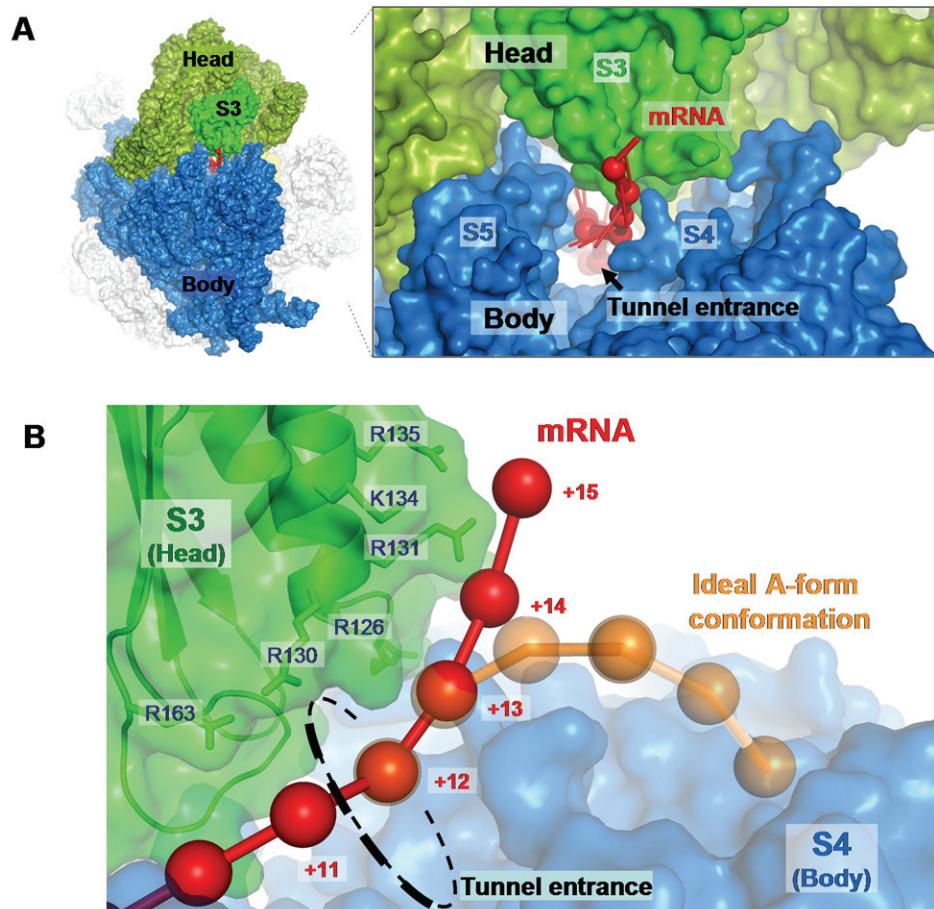 A
Head
S3
Body
Head
S3
mRNA
S5
S4
Body
Tunnel entrance
B
R135
mRNA
K134
+15
S3
(Head)
R131
Ideal A-form
conformation
+14
R126
R130
+13
R163
+12
S4
(Body)
+11
Tunnel entrance